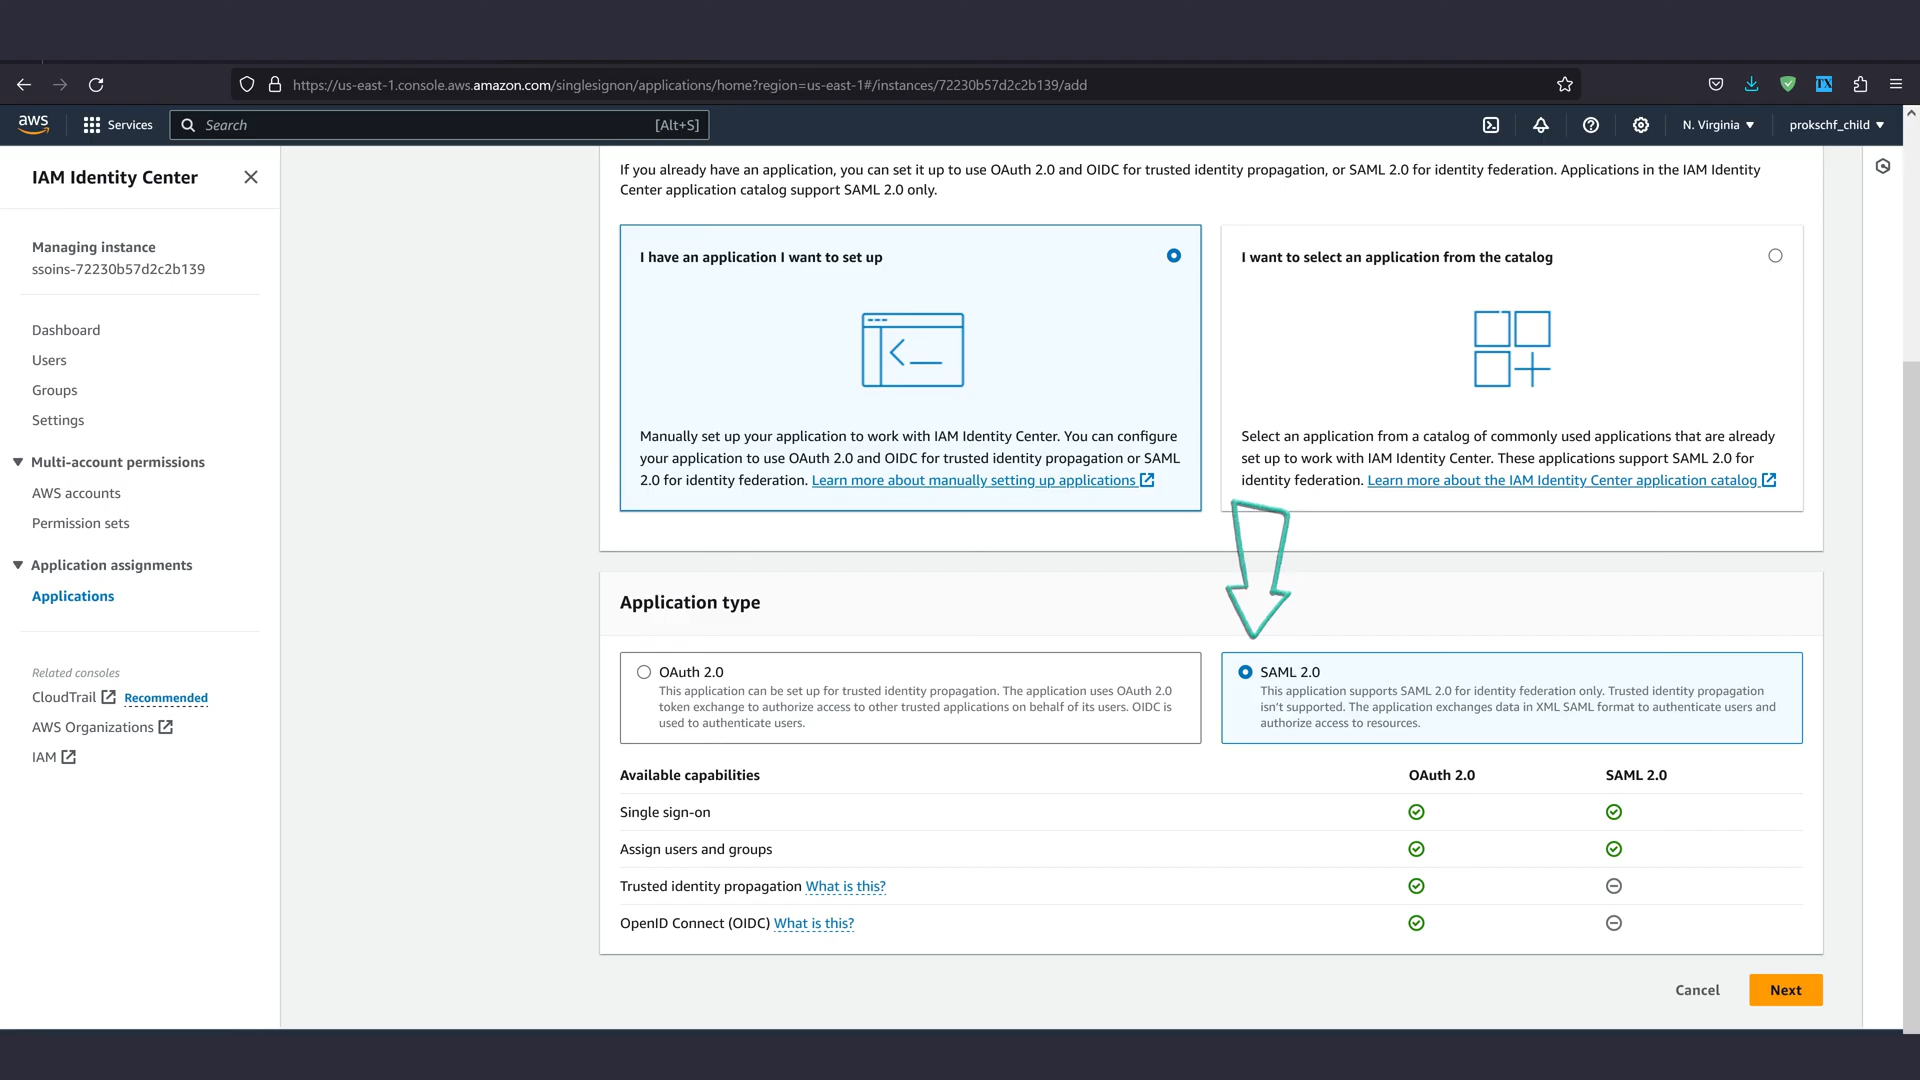 https://us-east-1.console.aws.amazon.com/singlesignon/applications/home?region=us-east-1#/instances/72230b57d2c2b139/add
aws
Services
Search
[Alt+S]
N. Virginia
prokschf_child
IAM Identity Center
Managing instance
ssoins-72230b57d2c2b139
Dashboard
Users
Groups
Settings
Multi-account permissions
AWS accounts
Permission sets
Application assignments
Applications
Related consoles
CloudTrail Recommended
AWS Organizations
IAM
If you already have an application, you can set it up to use OAuth 2.0 and OIDC for trusted identity propagation, or SAML 2.0 for identity federation. Applications in the IAM Identity
Center application catalog support SAML 2.0 only.
I have an application I want to set up
Manually set up your application to work with IAM Identity Center. You can configure
your application to use OAuth 2.0 and OIDC for trusted identity propagation or SAML
2.0 for identity federation. Learn more about manually setting up applications
I want to select an application from the catalog
Select an application from a catalog of commonly used applications that are already
set up to work with IAM Identity Center. These applications support SAML 2.0 for
identity federation. Learn more about the IAM Identity Center application catalog
Application type
OAuth 2.0
This application can be set up for trusted identity propagation. The application uses OAuth 2.0
token exchange to authorize access to other trusted applications on behalf of its users. OIDC is
used to authenticate users.
SAML 2.0
This application supports SAML 2.0 for identity federation only. Trusted identity propagation
isn't supported. The application exchanges data in XML SAML format to authenticate users and
authorize access to resources.
Available capabilities OAuth 2.0 SAML 2.0
Single sign-on
Assign users and groups
Trusted identity propagation What is this?
OpenID Connect (OIDC) What is this?
Cancel
Next